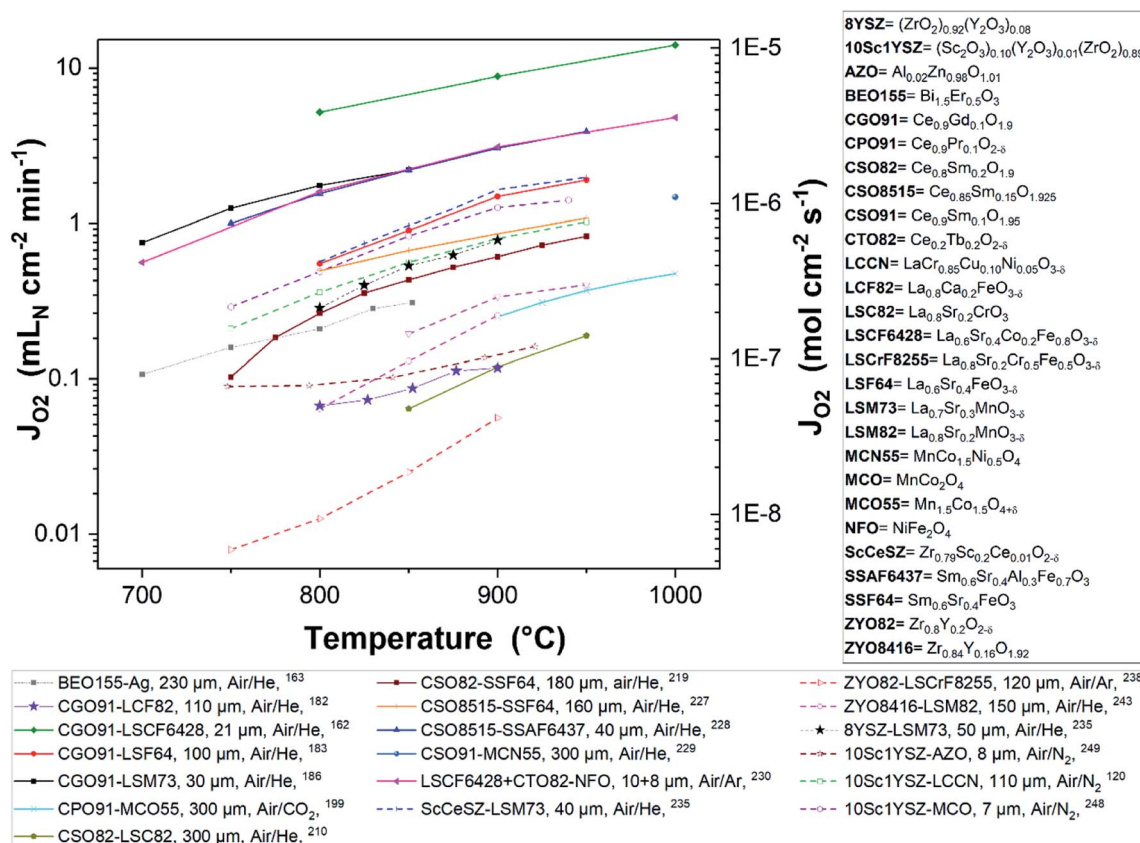 10
1
0.1
0.01
700
800
900
1000
1E-5
1E-6
1E-7
1E-8
J_O2 (mL_N cm⁻² min⁻¹)
J_O2 (mol cm⁻² s⁻¹)
Temperature (°C)
8YSZ= (ZrO₂)₀.₉₂(Y₂O₃)₀.₀₈
10Sc1YSZ= (Sc₂O₃)₀.₁₀(Y₂O₃)₀.₀₁(ZrO₂)₀.₈₉
AZO= Al₀.₀₂Zn₀.₉₈O₁.₀₁
BEO155= Bi₁.₅Er₀.₅O₃
CGO91= Ce₀.₉Gd₀.₁O₁.₉
CPO91= Ce₀.₉Pr₀.₁O₂₋δ
CSO82= Ce₀.₈Sm₀.₂O₁.₉
CSO8515= Ce₀.₈₅Sm₀.₁₅O₁.₉₂₅
CSO91= Ce₀.₉Sm₀.₁O₁.₉₅
CTO82= Ce₀.₂Tb₀.₂O₂₋δ
LCCN= LaCr₀.₈₅Cu₀.₁₀Ni₀.₀₅O₃₋δ
LCF82= La₀.₈Ca₀.₂FeO₃₋δ
LSC82= La₀.₈Sr₀.₂CrO₃
LSCF6428= La₀.₆Sr₀.₄Co₀.₂Fe₀.₈O₃₋δ
LSCrF8255= La₀.₈Sr₀.₂Cr₀.₅Fe₀.₅O₃₋δ
LSF64= La₀.₆Sr₀.₄FeO₃₋δ
LSM73= La₀.₇Sr₀.₃MnO₃₋δ
LSM82= La₀.₈Sr₀.₂MnO₃₋δ
MCN55= MnCo₁.₅Ni₀.₅O₄
MCO= MnCo₂O₄
MCO55= Mn₁.₅Co₁.₅O₄₊δ
NFO= NiFe₂O₄
ScCeSZ= Zr₀.₇₉Sc₀.₂Ce₀.₀₁O₂₋δ
SSAF6437= Sm₀.₆Sr₀.₄Al₀.₃Fe₀.₇O₃
SSF64= Sm₀.₆Sr₀.₄FeO₃
ZYO82= Zr₀.₈Y₀.₂O₂₋δ
ZYO8416= Zr₀.₈₄Y₀.₁₆O₁.₉₂
BEO155-Ag, 230 µm, Air/He, ¹⁶³
CGO91-LCF82, 110 µm, Air/He, ¹⁸²
CGO91-LSCF6428, 21 µm, Air/He, ¹⁶²
CGO91-LSF64, 100 µm, Air/He, ¹⁸³
CGO91-LSM73, 30 µm, Air/He, ¹⁸⁶
CPO91-MCO55, 300 µm, Air/CO₂, ¹⁹⁹
CSO82-LSC82, 300 µm, Air/He, ²¹⁰
CSO82-SSF64, 180 µm, air/He, ²¹⁹
CSO8515-SSF64, 160 µm, Air/He, ²²⁷
CSO8515-SSAF6437, 40 µm, Air/He, ²²⁸
CSO91-MCN55, 300 µm, Air/He, ²²⁹
LSCF6428+CTO82-NFO, 10+8 µm, Air/Ar, ²³⁰
ScCeSZ-LSM73, 40 µm, Air/He, ²³⁵
ZYO82-LSCrF8255, 120 µm, Air/Ar, ²³⁸
ZYO8416-LSM82, 150 µm, Air/He, ²⁴³
8YSZ-LSM73, 50 µm, Air/He, ²³⁵
10Sc1YSZ-AZO, 8 µm, Air/N₂, ²⁴⁹
10Sc1YSZ-LCCN, 110 µm, Air/N₂ ¹²⁰
10Sc1YSZ-MCO, 7 µm, Air/N₂, ²⁴⁸